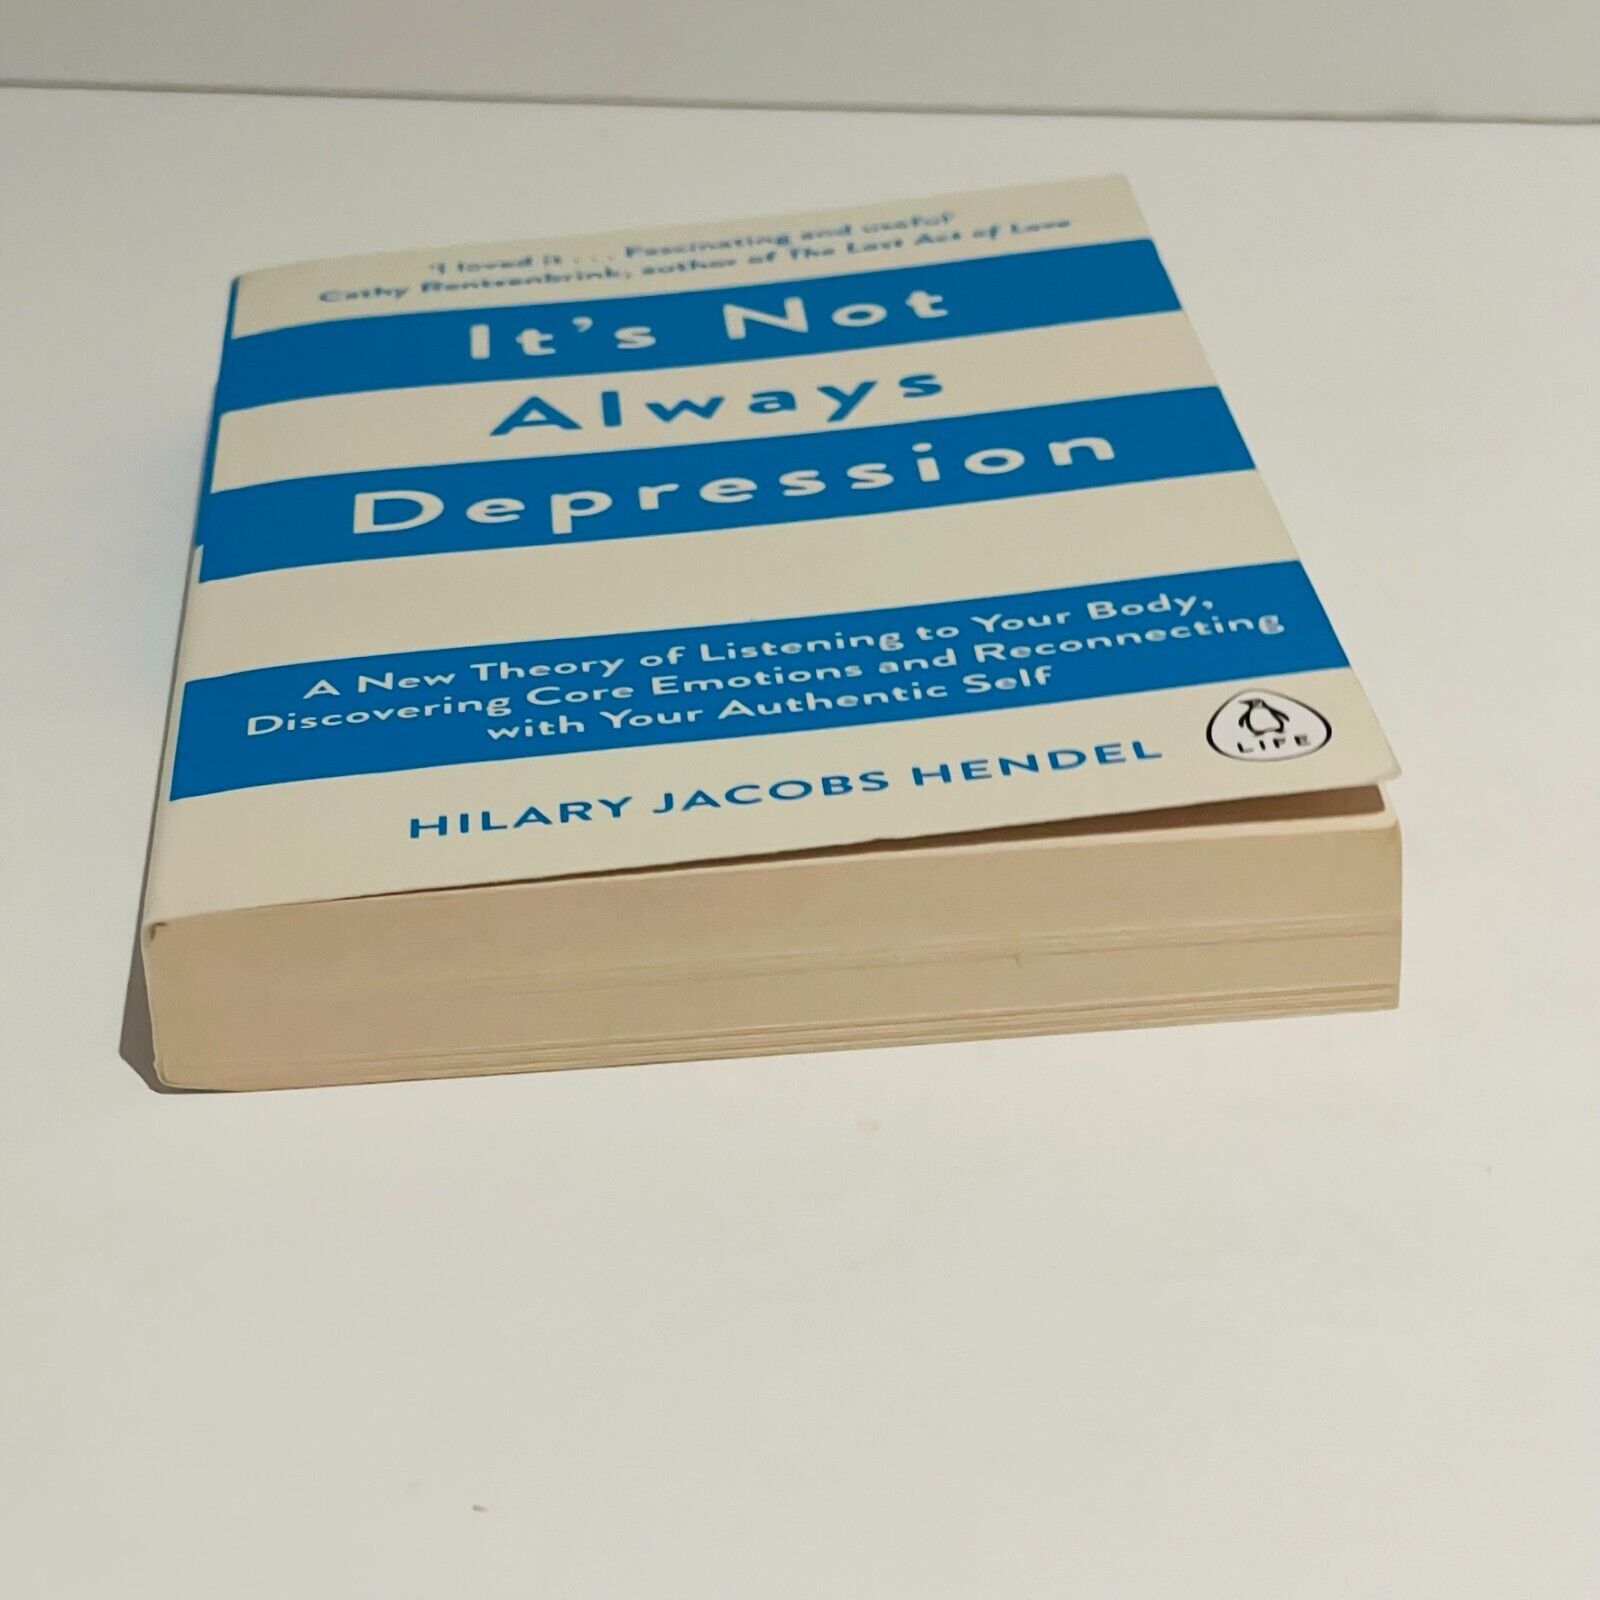 'I loved it . . . Fascinating and useful'
Cathy Rentzenbrink, author of The Last Act of Love
It's Not
Always
Depression
A New Theory of Listening to Your Body,
Discovering Core Emotions and Reconnecting
with Your Authentic Self
HILARY JACOBS HENDEL
LIFE